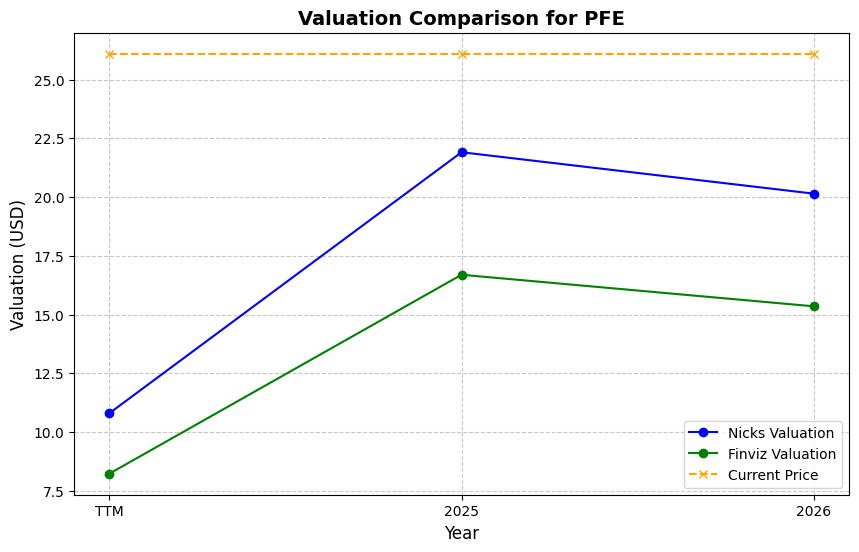 Valuation Comparison for PFE
Valuation (USD)
25.0
22.5
20.0
17.5
15.0
12.5
10.0
7.5
Nicks Valuation
Finviz Valuation
Current Price
TTM
2025
2026
Year